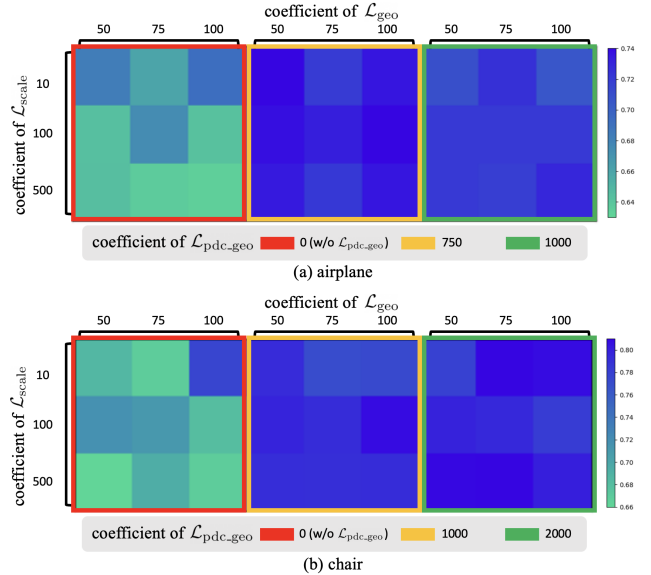 coefficient of ℒgeo
50 75 100 50 75 100 50 75 100
coefficient of ℒscale
10
100
500
0.74
0.72
0.70
0.68
0.66
0.64
coefficient of ℒpdc_geo 0 (w/o ℒpdc_geo) 750 1000
(a) airplane
coefficient of ℒgeo
50 75 100 50 75 100 50 75 100
coefficient of ℒscale
10
100
500
0.80
0.78
0.76
0.74
0.72
0.70
0.68
0.66
coefficient of ℒpdc_geo 0 (w/o ℒpdc_geo) 1000 2000
(b) chair